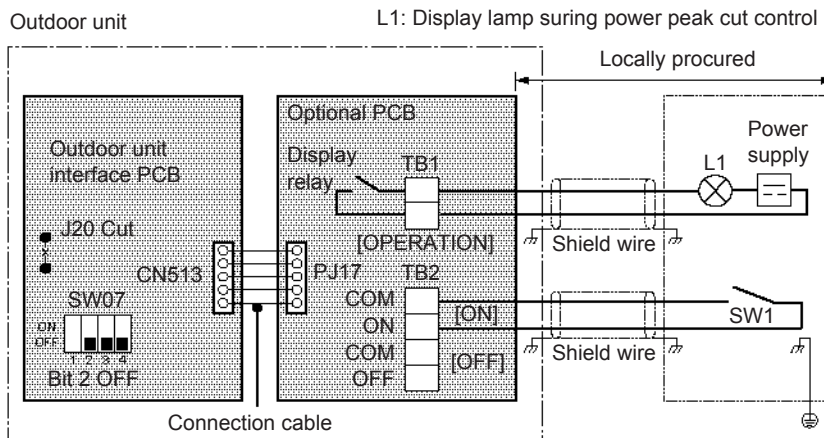 Outdoor unit
L1: Display lamp suring power peak cut control
Locally procured
Optional PCB
Outdoor unit
interface PCB
Display
relay
TB1
L1
Power
supply
J20 Cut
[OPERATION]
Shield wire
CN513
PJ17
TB2
SW07
COM
ON
[ON]
SW1
COM
OFF
[OFF]
Shield wire
ON
OFF
1 2 3 4
Bit 2 OFF
Connection cable